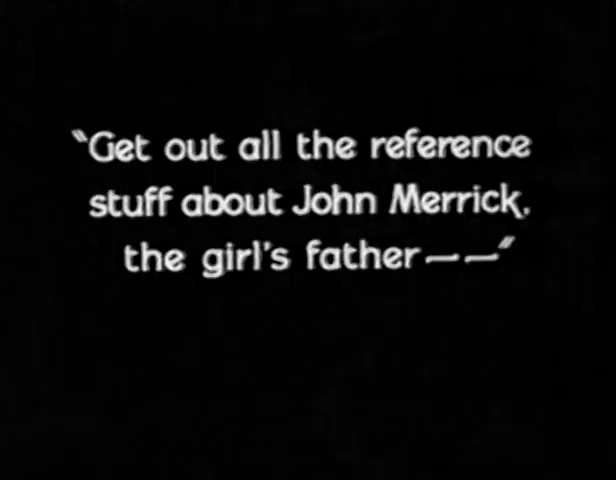 "Get out all the reference
stuff about John Merrick,
the girl's father——"